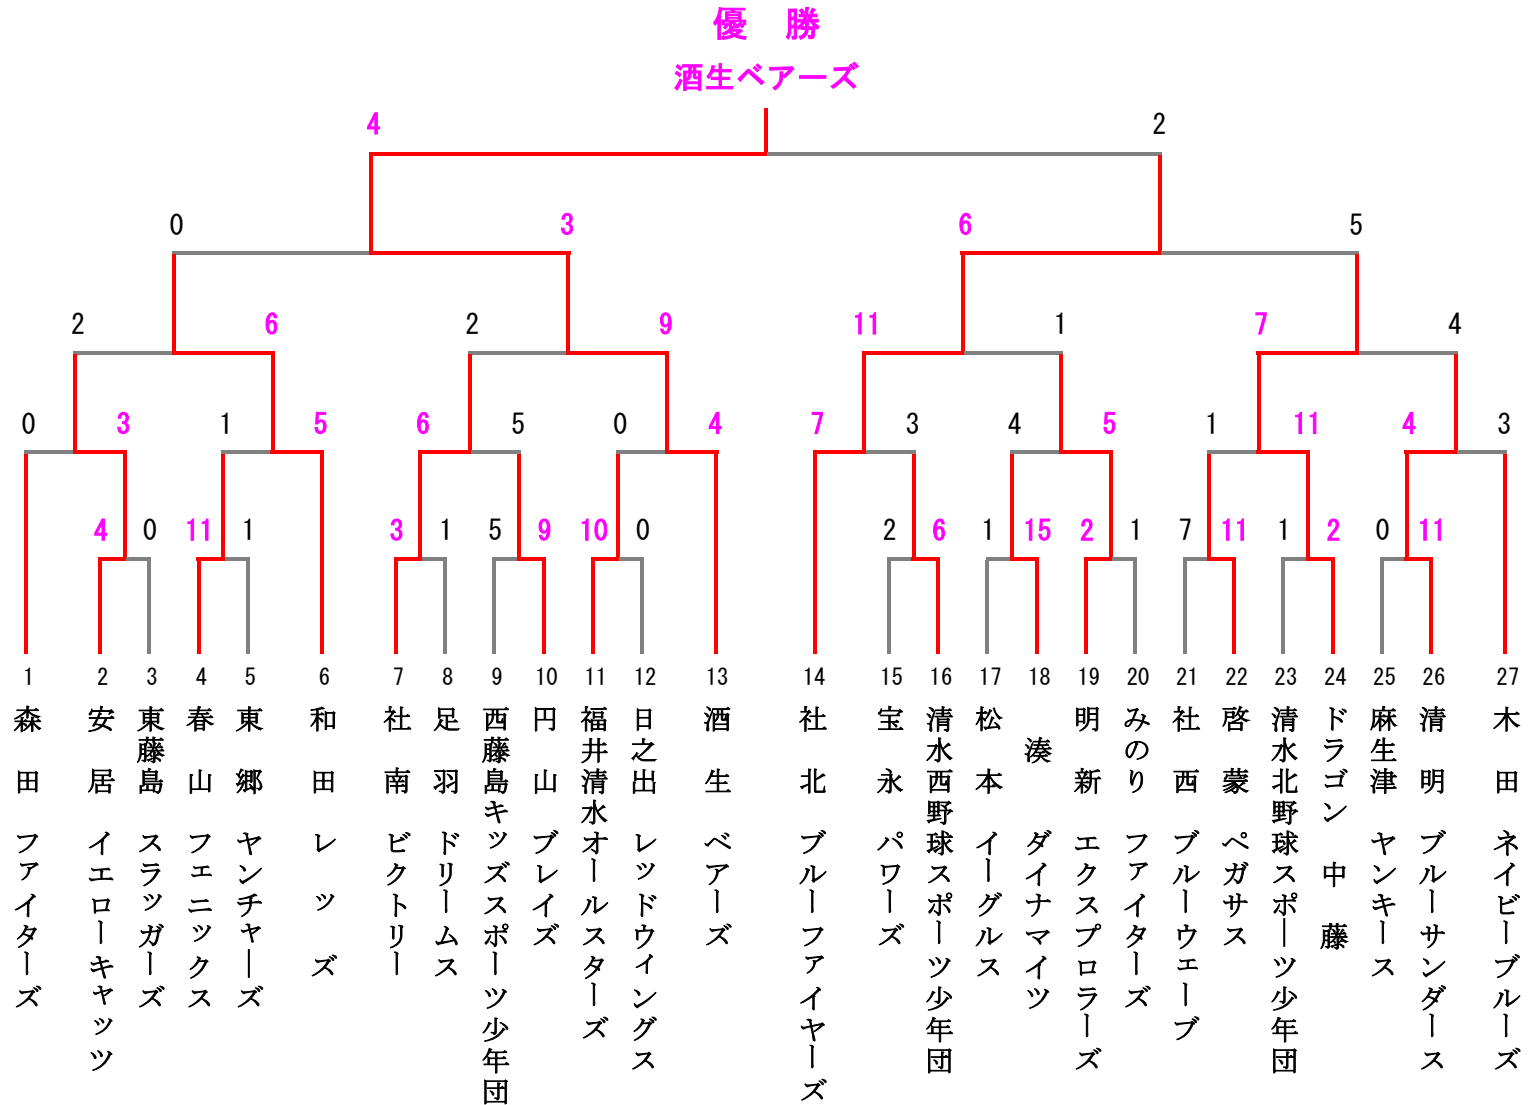 優　勝
酒生ベアーズ
4
2
0
3
6
5
2
6
2
9
11
1
7
4
0
3
1
5
6
5
0
4
7
3
4
5
1
11
4
3
4
0
11
1
3
1
5
9
10
0
2
6
1
15
2
1
7
11
1
2
0
11
1
2
3
4
5
6
7
8
9
10
11
12
13
14
15
16
17
18
19
20
21
22
23
24
25
26
27
森田 ファイターズ
安居 イエローキャッツ
東藤島 スラッガーズ
春山 フェニックス
東郷 ヤンチャーズ
和田 レッズ
社南 ビクトリー
足羽 ドリームス
西藤島キッズスポーツ少年団
円山 ブレイズ
福井清水オールスターズ
日之出 レッドウィングス
酒生 ベアーズ
社北 ブルーファイヤーズ
宝永 パワーズ
清水西野球スポーツ少年団
松本 イーグルス
湊 ダイナマイツ
明新 エクスプロラーズ
みのり ファイターズ
社西 ブルーウェーブ
啓蒙 ペガサス
清水北野球スポーツ少年団
ドラゴン 中藤
麻生津 ヤンキース
清明 ブルーサンダース
木田 ネイビーブルーズ